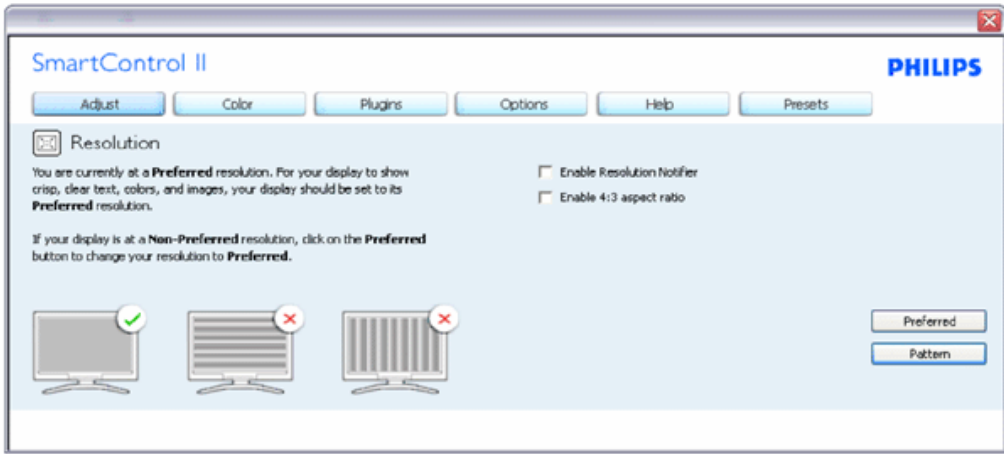 SmartControl II
PHILIPS
Adjust Color Plugins Options Help Presets
Resolution
You are currently at a Preferred resolution. For your display to show
crisp, clear text, colors, and images, your display should be set to its
Preferred resolution.
If your display is at a Non-Preferred resolution, click on the Preferred
button to change your resolution to Preferred.
Enable Resolution Notifier
Enable 4:3 aspect ratio
Preferred
Pattern